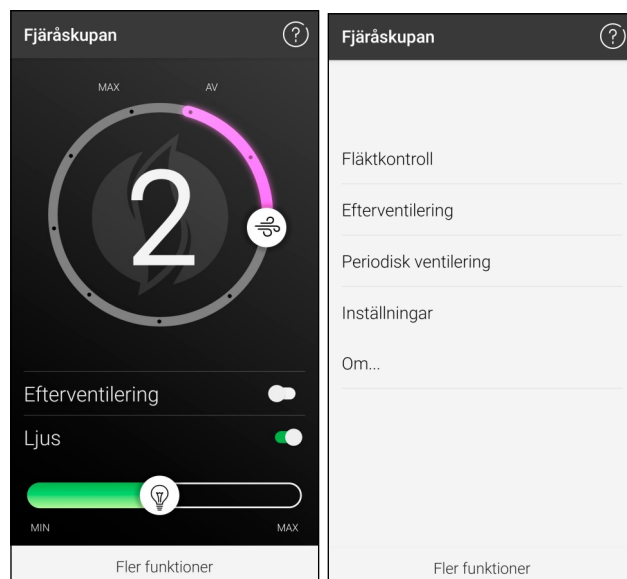 Fjäråskupan
?
MAX
AV
2
Efterventilering
Ljus
MIN
MAX
Fler funktioner
Fjäråskupan
?
Fläktkontroll
Efterventilering
Periodisk ventilering
Inställningar
Om...
Fler funktioner